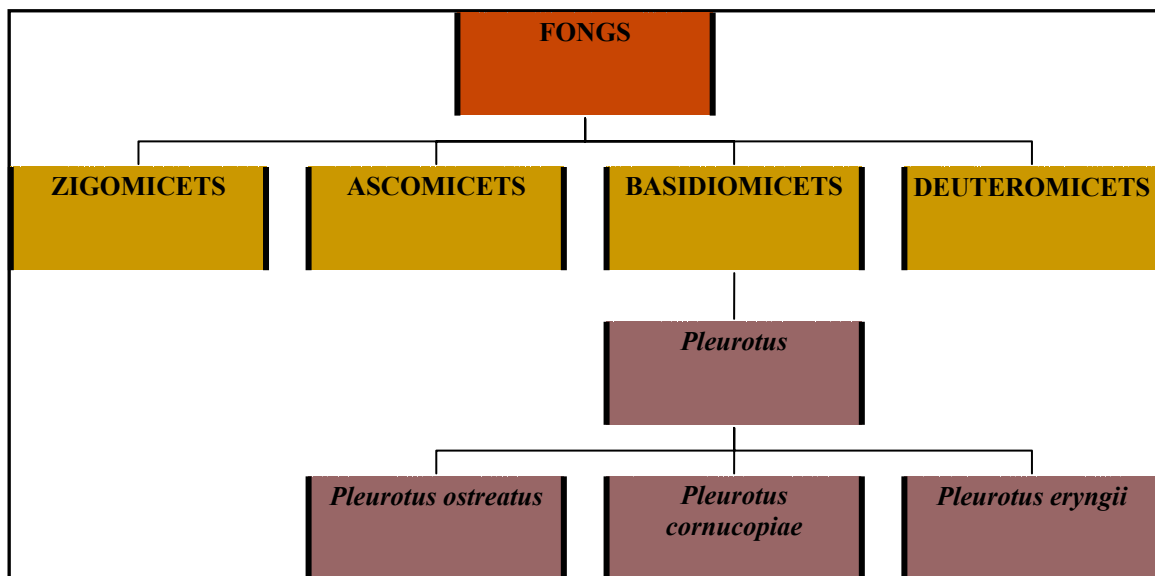 FONGS
ZIGOMICETS
ASCOMICETS
BASIDIOMICETS
DEUTEROMICETS
Pleurotus
Pleurotus ostreatus
Pleurotus
cornucopiae
Pleurotus eryngii